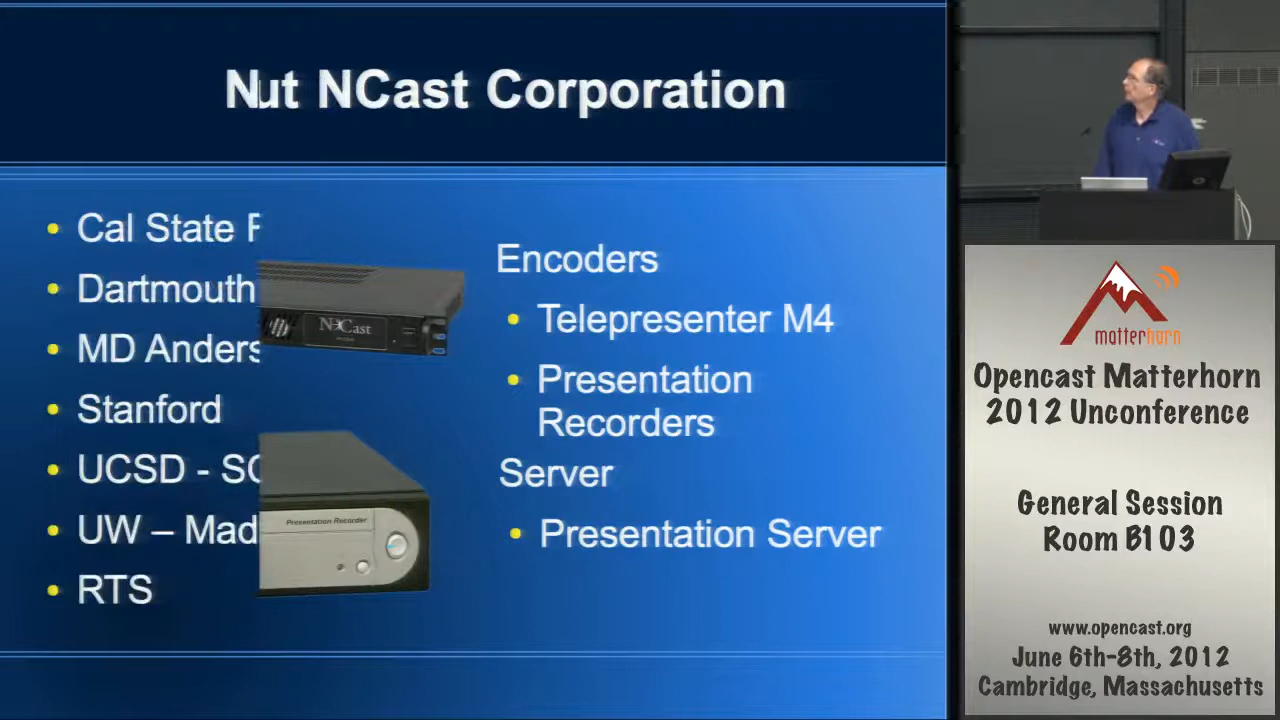 Nut NCast Corporation
Cal State F
Dartmouth
MD Anders
Stanford
UCSD - SC
UW – Mad
RTS
NCast
Presentation Recorder
Encoders
Telepresenter M4
Presentation
Recorders
Server
Presentation Server
matterhorn
Opencast Matterhorn
2012 Unconference
General Session
Room B103
www.opencast.org
June 6th-8th, 2012
Cambridge, Massachusetts